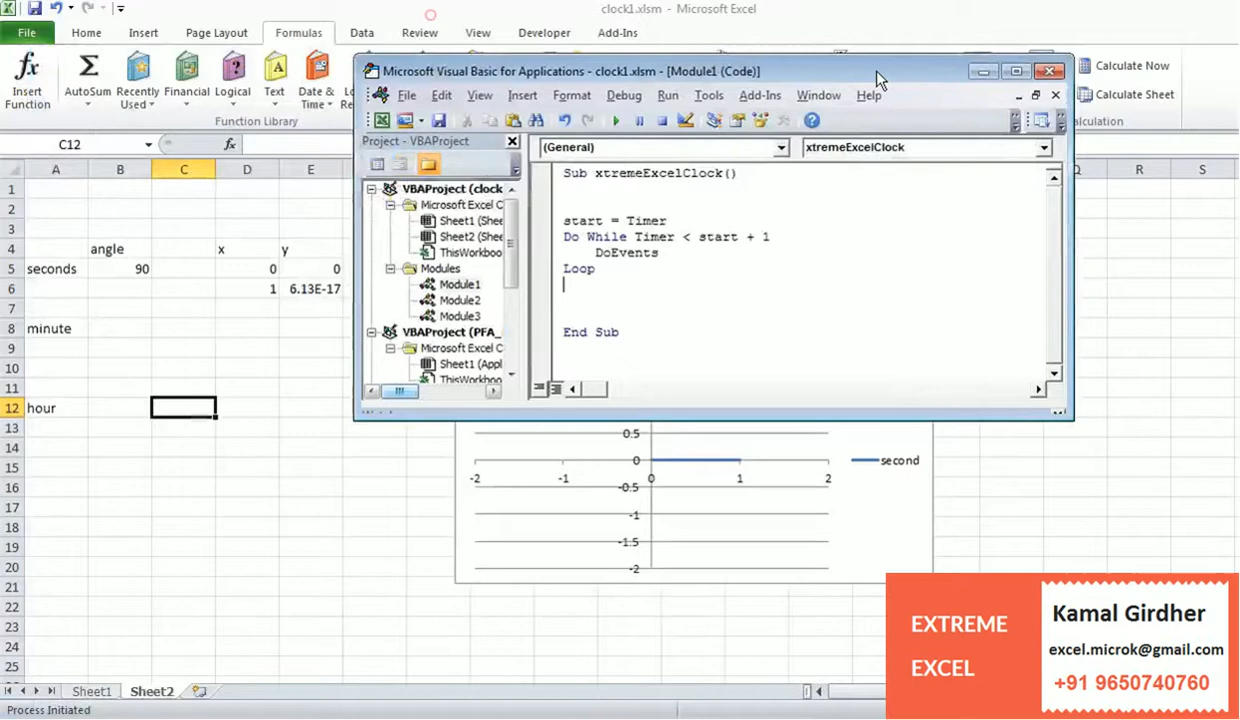 clock1.xlsm - Microsoft Excel
File Home Insert Page Layout Formulas Data Review View Developer Add-Ins
Insert Function
AutoSum
Recently Used
Financial
Logical
Text
Date & Time
Function Library
Calculate Now
Calculate Sheet
C12
fx
Microsoft Visual Basic for Applications - clock1.xlsm - [Module1 (Code)]
File Edit View Insert Format Debug Run Tools Add-Ins Window Help
Project - VBAProject
VBAProject (clock
Microsoft Excel C
Sheet1 (Shee
Sheet2 (Shee
ThisWorkboo
Modules
Module1
Module2
Module3
VBAProject (PFA_
Microsoft Excel C
Sheet1 (Appl
ThisWorkboo
(General)
xtremeExcelClock
Sub xtremeExcelClock()
start = Timer
Do While Timer < start + 1
DoEvents
Loop
End Sub
A B C D E Q R S
1
2
3
4 angle x y
5 seconds 90 0 0
6 1 6.13E-17
7
8 minute
9
10
11
12 hour
13
14
15
16
17
18
19
20
21
22
23
24
25
0.5
0
-2 -1 0 1 2
-0.5
-1
-1.5
-2
second
Sheet1 Sheet2
Process Initiated
EXTREME
EXCEL
Kamal Girdher
excel.microk@gmail.com
+91 9650740760